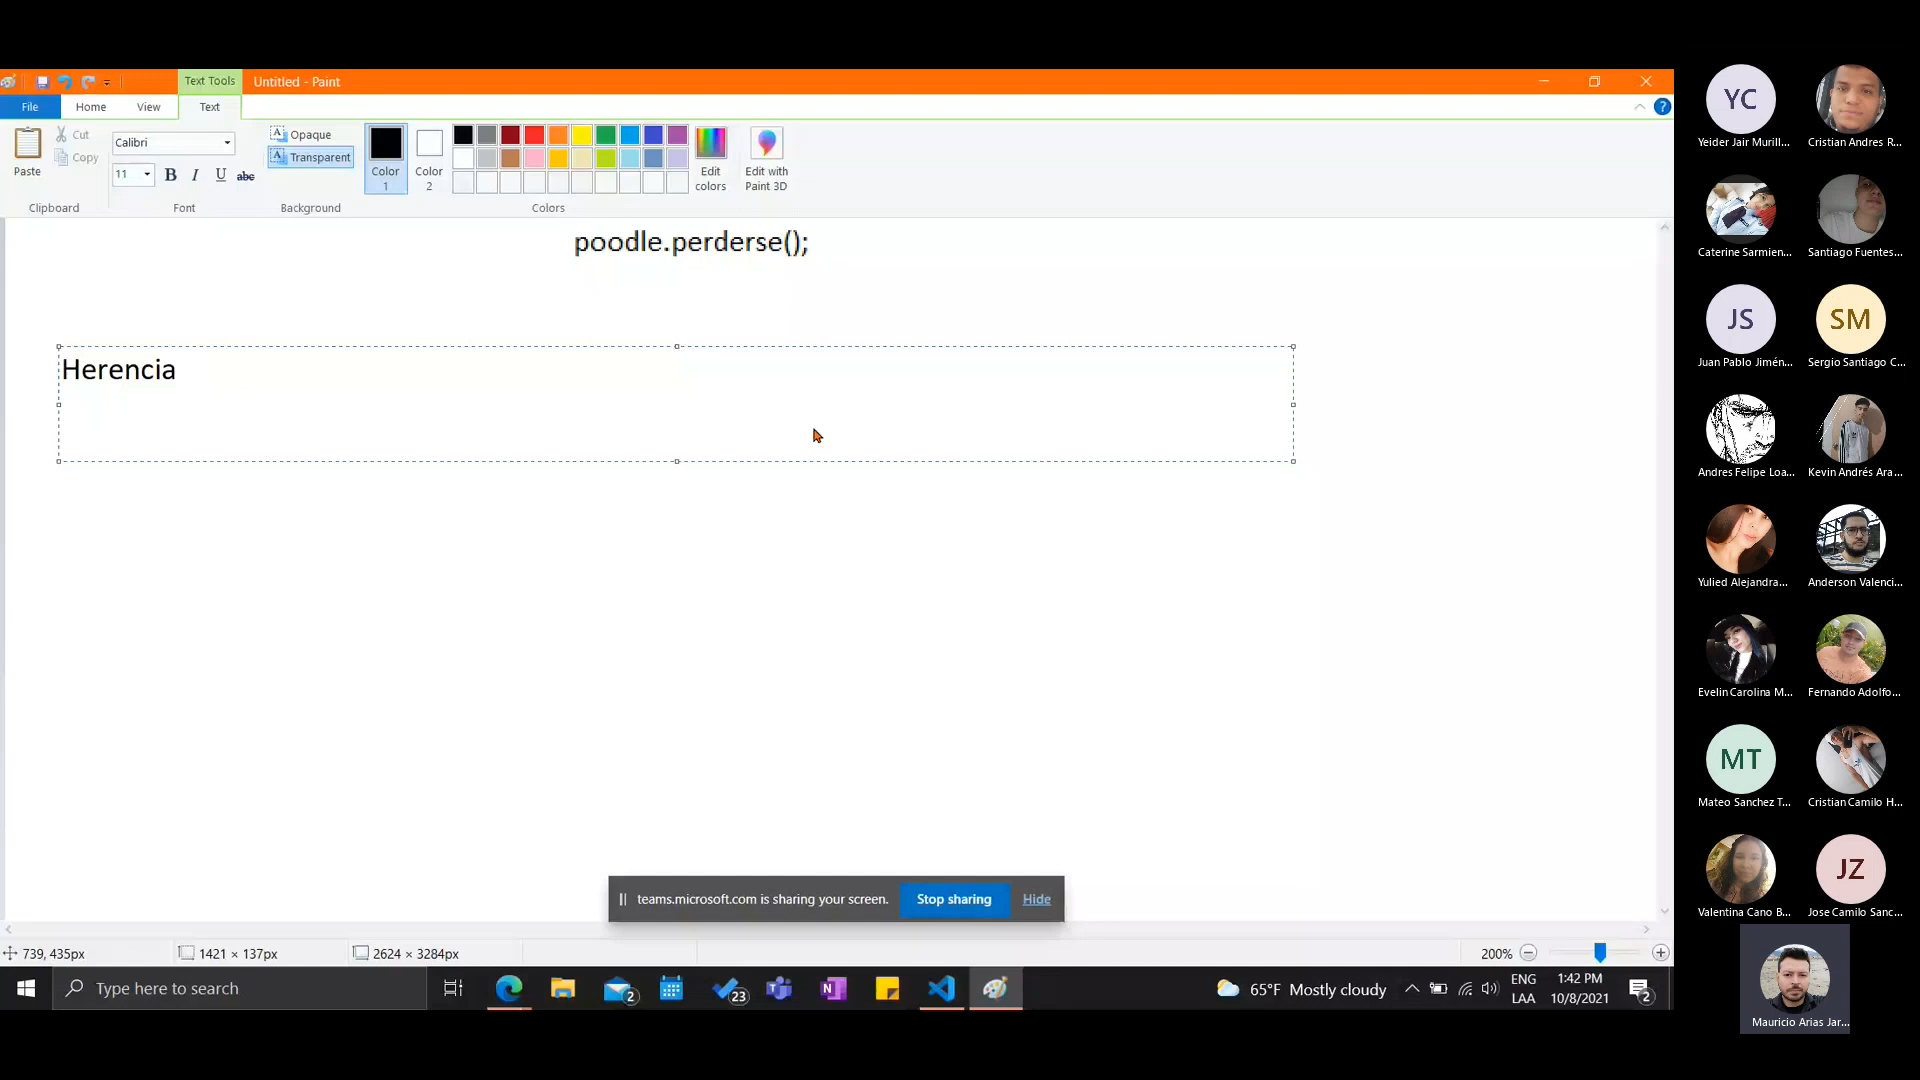 Text Tools
Untitled - Paint
File
Home
View
Text
Paste
Cut
Copy
Clipboard
Calibri
11
B I U abc
Font
Opaque
Transparent
Background
Color 1
Color 2
Edit colors
Colors
Edit with Paint 3D
poodle.perderse();
Herencia
teams.microsoft.com is sharing your screen.
Stop sharing
Hide
739, 435px
1421 × 137px
2624 × 3284px
200%
Type here to search
2
23
65°F Mostly cloudy
ENG
LAA
1:42 PM
10/8/2021
2
YC
Yeider Jair Murill...
Cristian Andres R...
Caterine Sarmien...
Santiago Fuentes...
JS
Juan Pablo Jimén...
SM
Sergio Santiago C...
Andres Felipe Loa...
Kevin Andrés Ara...
Yulied Alejandra...
Anderson Valenci...
Evelin Carolina M...
Fernando Adolfo...
MT
Mateo Sanchez T...
Cristian Camilo H...
Valentina Cano B...
JZ
Jose Camilo Sanc...
Mauricio Arias Jar...